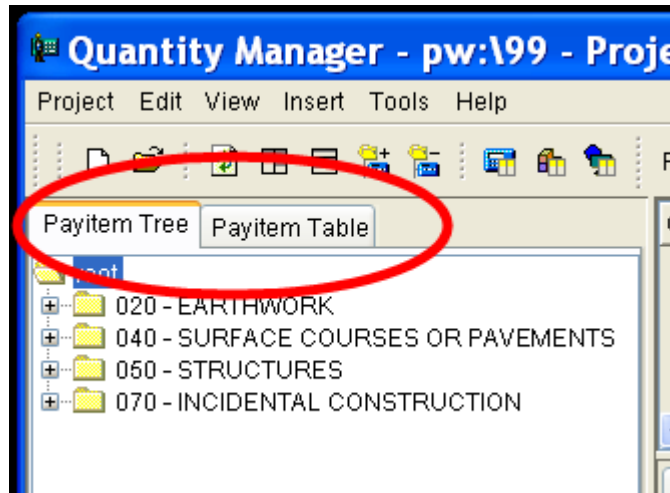 Quantity Manager - pw:\99 - Proje
Project Edit View Insert Tools Help
Payitem Tree Payitem Table
root
020 - EARTHWORK
040 - SURFACE COURSES OR PAVEMENTS
050 - STRUCTURES
070 - INCIDENTAL CONSTRUCTION